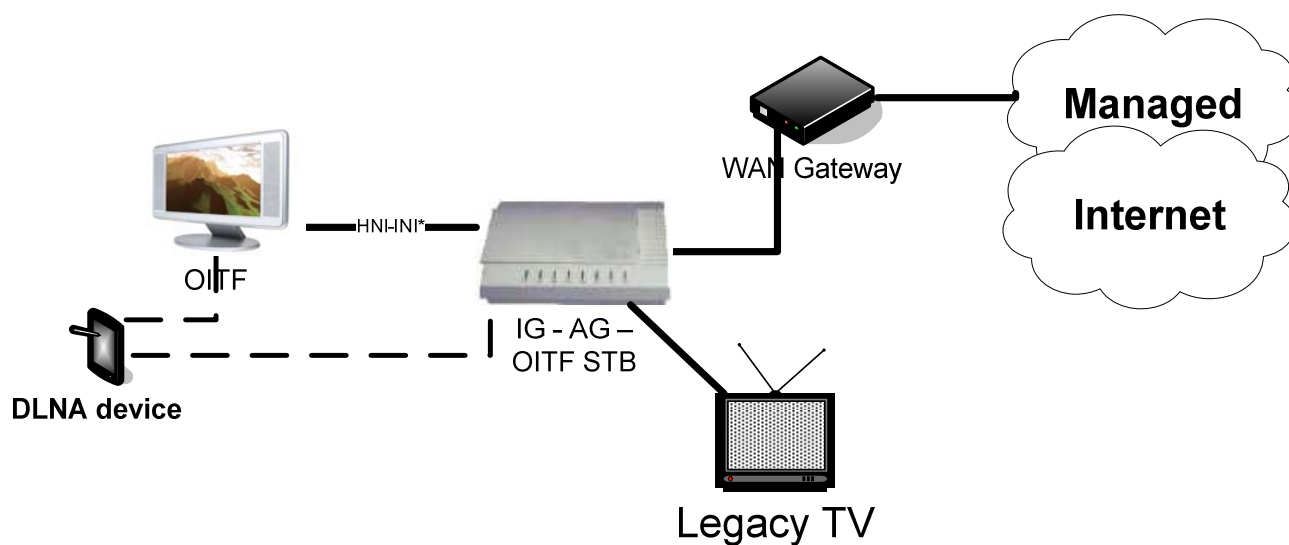 Managed
WAN Gateway
Internet
HNI-INI*
OITF
IG - AG –
OITF STB
DLNA device
Legacy TV